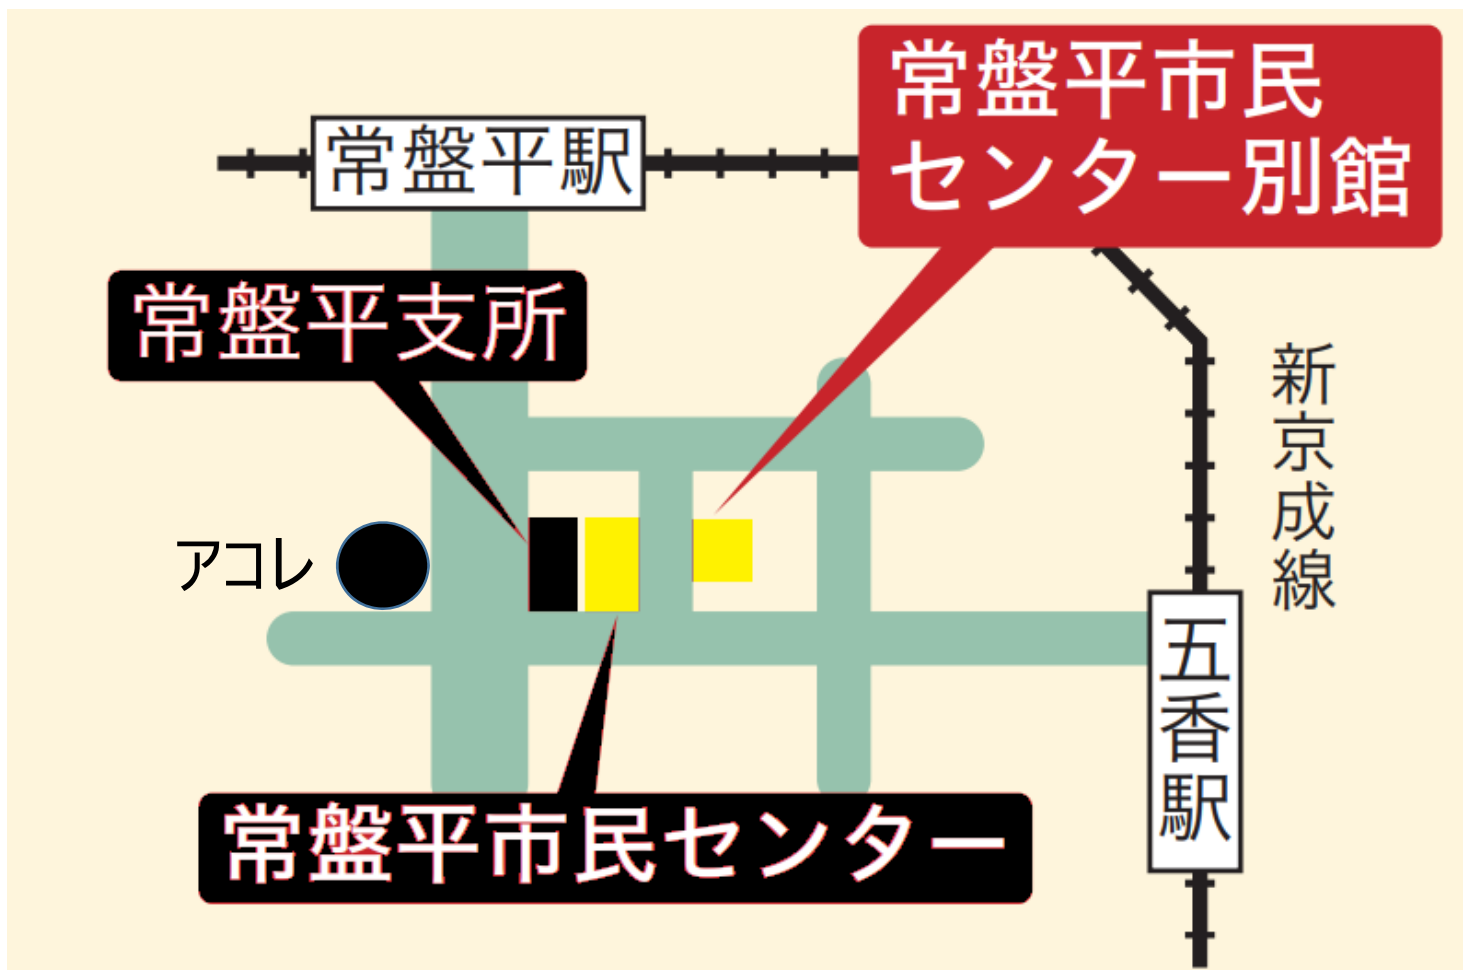 常盤平市民
センター別館
常盤平駅
常盤平支所
新京成線
アコレ
五香駅
常盤平市民センター